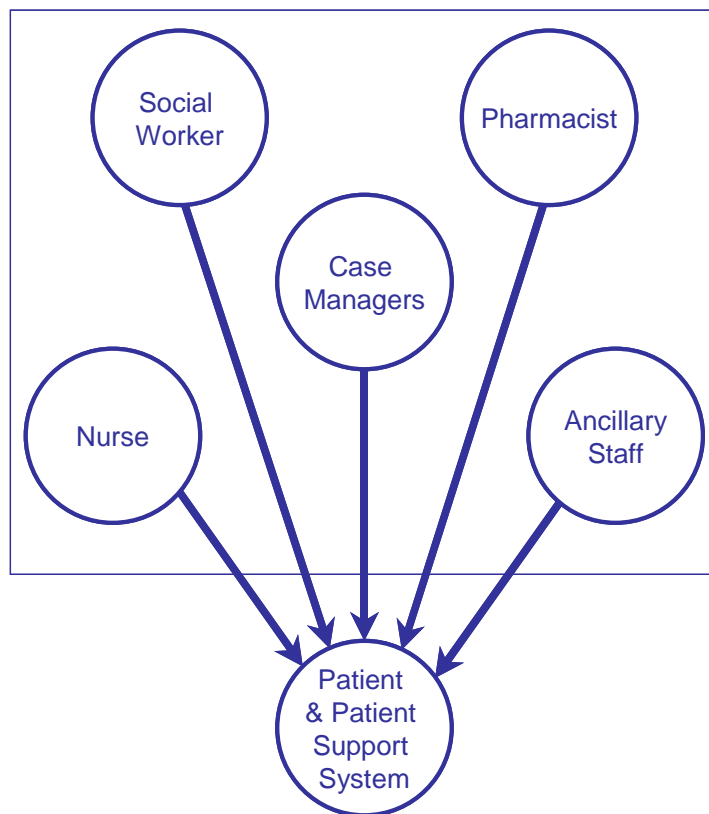 Social
Worker
Pharmacist
Case
Managers
Nurse
Ancillary
Staff
Patient
& Patient
Support
System